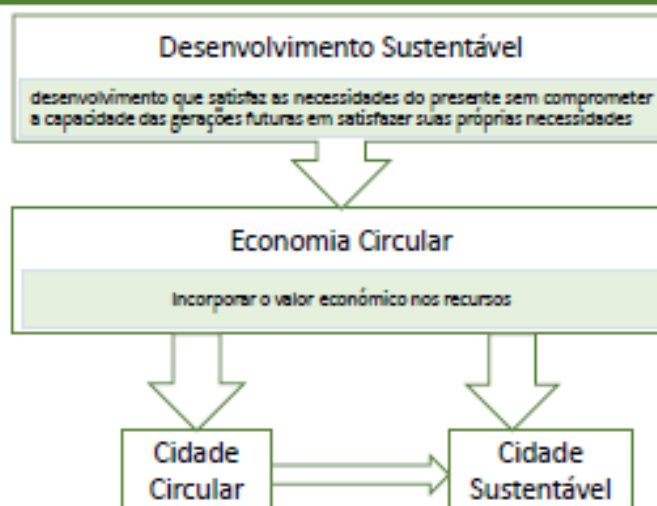 Desenvolvimento Sustentável
desenvolvimento que satisfaz as necessidades do presente sem comprometer
a capacidade das gerações futuras em satisfazer suas próprias necessidades
Economia Circular
Incorporar o valor económico nos recursos
Cidade
Circular
Cidade
Sustentável